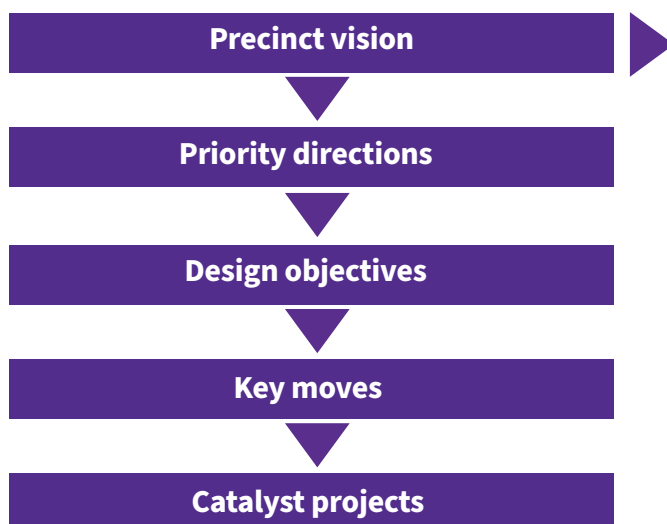 Precinct vision
Priority directions
Design objectives
Key moves
Catalyst projects